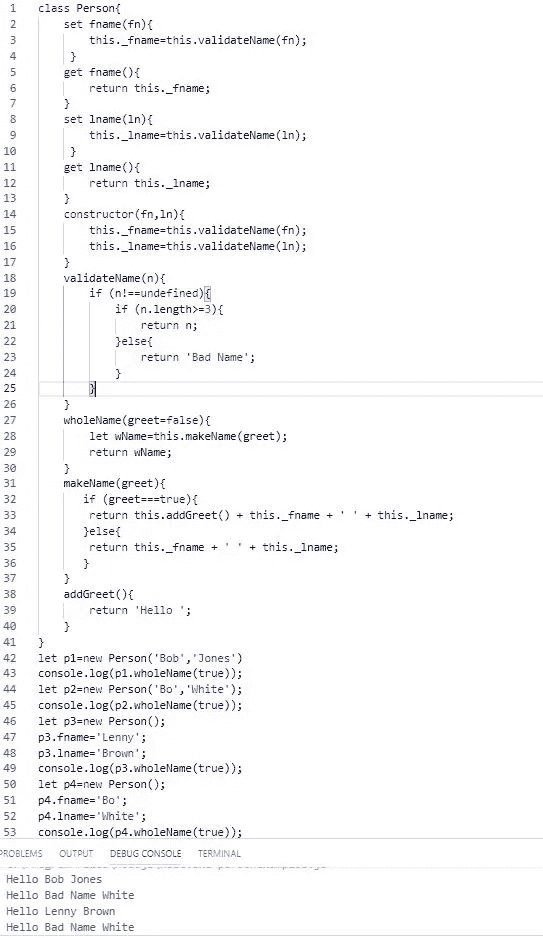 1 class Person{
2 set fname(fn){
3 this._fname=this.validateName(fn);
4 }
5 get fname(){
6 return this._fname;
7 }
8 set lname(ln){
9 this._lname=this.validateName(ln);
10 }
11 get lname(){
12 return this._lname;
13 }
14 constructor(fn,ln){
15 this._fname=this.validateName(fn);
16 this._lname=this.validateName(ln);
17 }
18 validateName(n){
19 if (n!==undefined){
20 if (n.length>=3){
21 return n;
22 }else{
23 return 'Bad Name';
24 }
25 }
26 }
27 wholeName(greet=false){
28 let wName=this.makeName(greet);
29 return wName;
30 }
31 makeName(greet){
32 if (greet===true){
33 return this.addGreet() + this._fname + ' ' + this._lname;
34 }else{
35 return this._fname + ' ' + this._lname;
36 }
37 }
38 addGreet(){
39 return 'Hello ';
40 }
41 }
42 let p1=new Person('Bob','Jones')
43 console.log(p1.wholeName(true));
44 let p2=new Person('Bo','White');
45 console.log(p2.wholeName(true));
46 let p3=new Person();
47 p3.fname='Lenny';
48 p3.lname='Brown';
49 console.log(p3.wholeName(true));
50 let p4=new Person();
51 p4.fname='Bo';
52 p4.lname='White';
53 console.log(p4.wholeName(true));
PROBLEMS OUTPUT DEBUG CONSOLE TERMINAL
Hello Bob Jones
Hello Bad Name White
Hello Lenny Brown
Hello Bad Name White